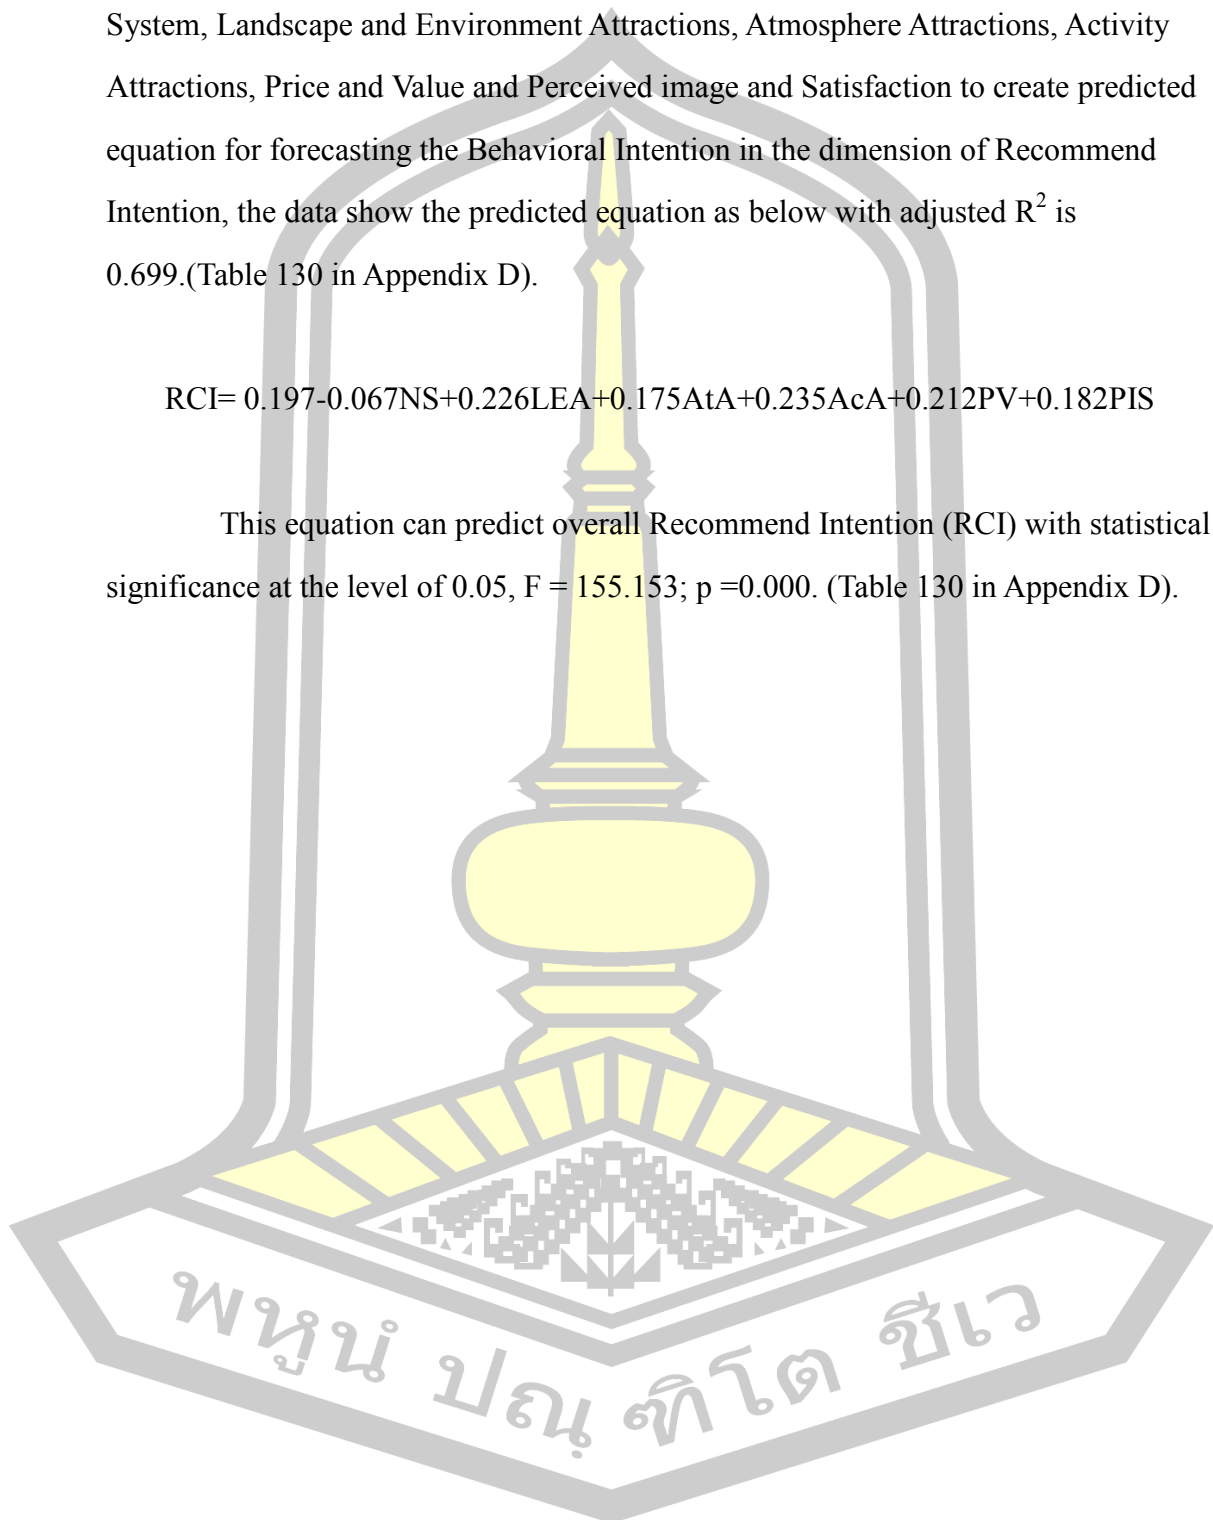 System, Landscape and Environment Attractions, Atmosphere Attractions, Activity
Attractions, Price and Value and Perceived image and Satisfaction to create predicted
equation for forecasting the Behavioral Intention in the dimension of Recommend
Intention, the data show the predicted equation as below with adjusted R² is
0.699.(Table 130 in Appendix D).
RCI= 0.197-0.067NS+0.226LEA+0.175AtA+0.235AcA+0.212PV+0.182PIS
This equation can predict overall Recommend Intention (RCI) with statistical
significance at the level of 0.05, F = 155.153; p =0.000. (Table 130 in Appendix D).
พหูนํ ปณฺ ฑิโต ชีเว